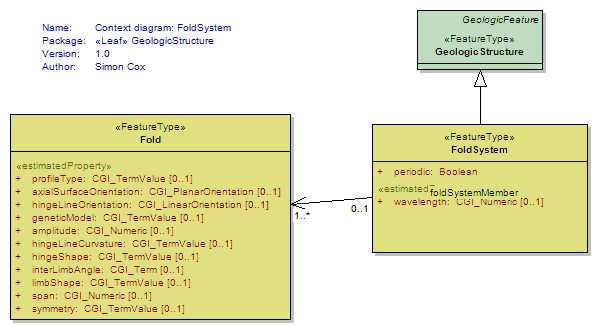 Name: Context diagram: FoldSystem
Package: «Leaf» GeologicStructure
Version: 1.0
Author: Simon Cox
GeologicFeature
«FeatureType»
GeologicStructure
«FeatureType»
Fold
«estimatedProperty»
+ profileType: CGI_TermValue [0..1]
+ axialSurfaceOrientation: CGI_PlanarOrientation [0..1]
+ hingeLineOrientation: CGI_LinearOrientation [0..1]
+ geneticModel: CGI_TermValue [0..1]
+ amplitude: CGI_Numeric [0..1]
+ hingeLineCurvature: CGI_TermValue [0..1]
+ hingeShape: CGI_TermValue [0..1]
+ interLimbAngle: CGI_Term [0..1]
+ limbShape: CGI_TermValue [0..1]
+ span: CGI_Numeric [0..1]
+ symmetry: CGI_TermValue [0..1]
1..*
0..1
«FeatureType»
FoldSystem
+ periodic: Boolean
«estimated
foldSystemMember
+ wavelength: CGI_Numeric [0..1]